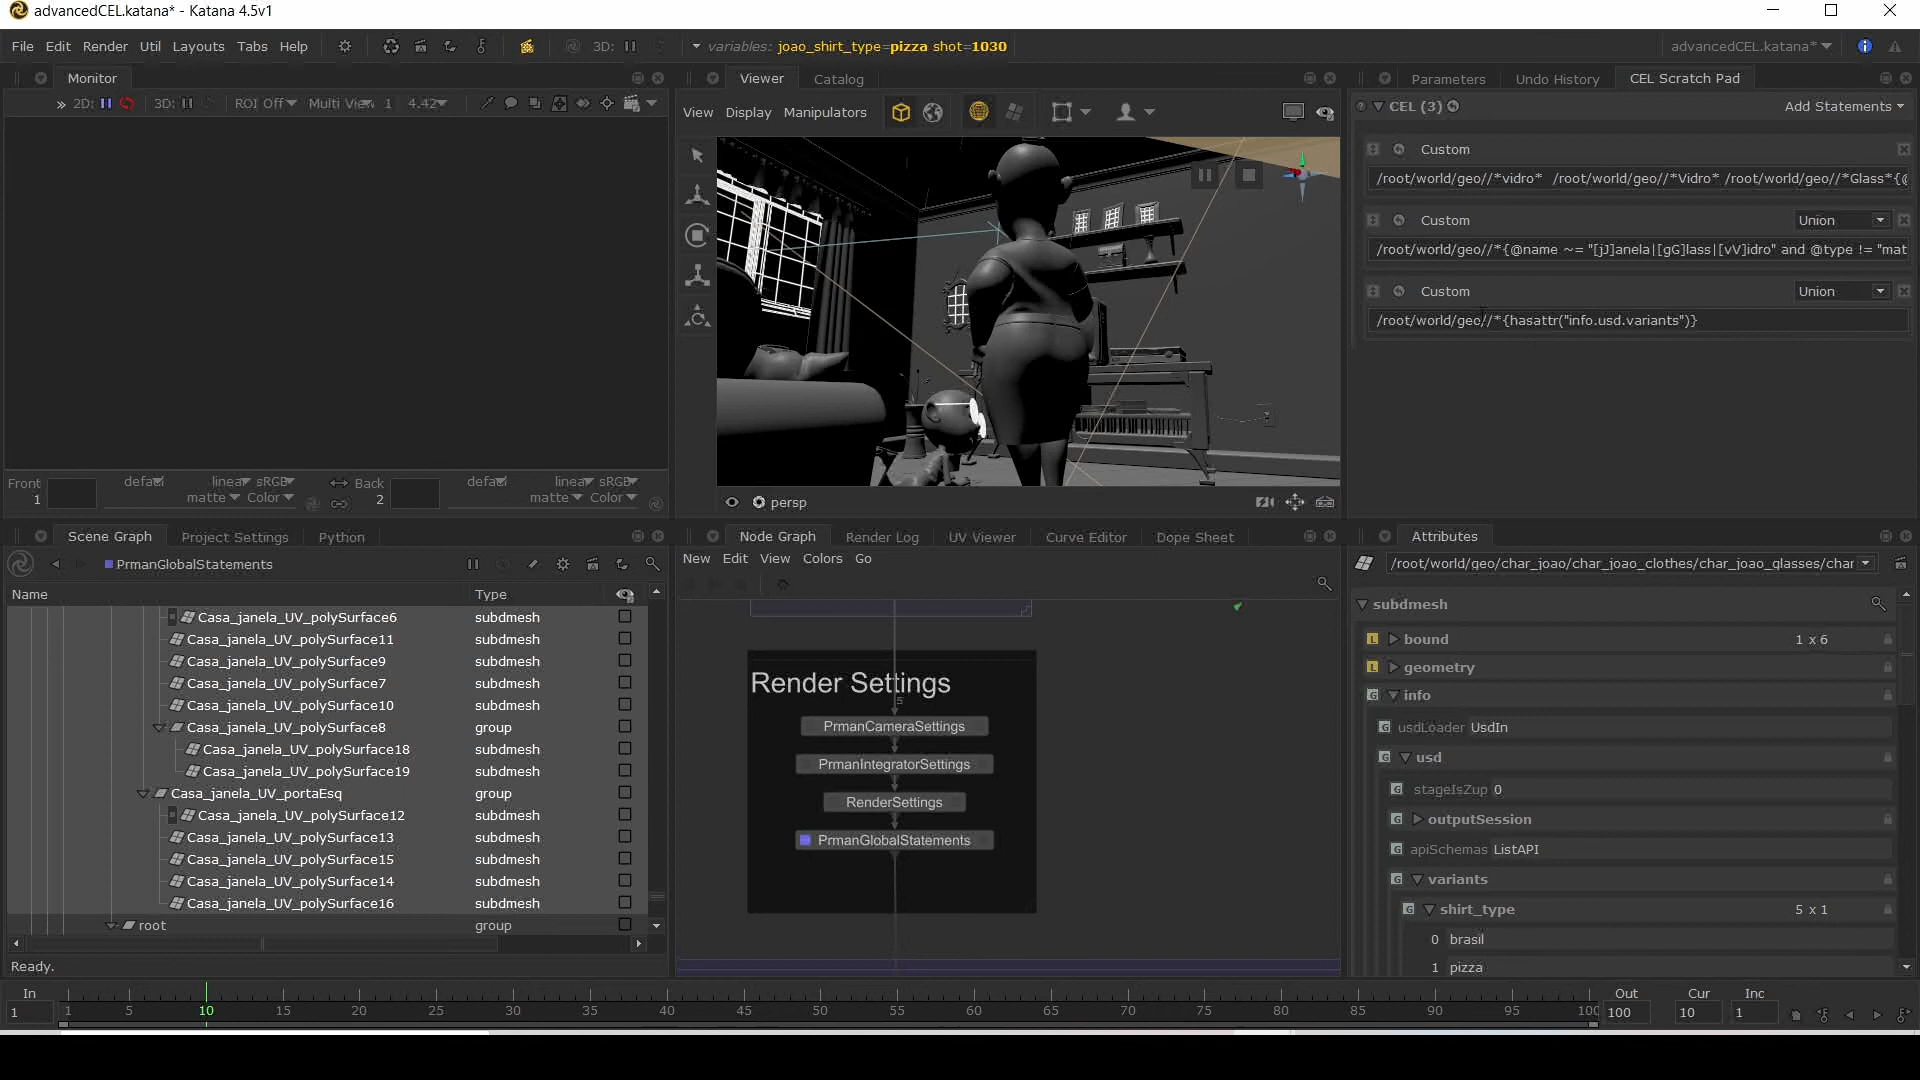 advancedCEL.katana* - Katana 4.5v1
File Edit Render Util Layouts Tabs Help 3D: variables: joao_shirt_type=pizza shot=1030 advancedCEL.katana*
Monitor
2D: 3D: ROI Off Multi View 1 4.42
Front
1
linear sRGB
matte Color
Back
2
linear sRGB
matte Color
Viewer Catalog
View Display Manipulators
persp
Parameters Undo History CEL Scratch Pad
CEL (3) Add Statements
Custom
/root/world/geo//*vidro* /root/world/geo//*Vidro* /root/world/geo//*Glass*{@
Custom Union
/root/world/geo//*{@name ~= "[jJ]anela|[gG]lass|[vV]idro" and @type != "mat
Custom Union
/root/world/geo//*{hasattr("info.usd.variants")}
Scene Graph Project Settings Python
PrmanGlobalStatements
Name Type
Casa_janela_UV_polySurface6 subdmesh
Casa_janela_UV_polySurface11 subdmesh
Casa_janela_UV_polySurface9 subdmesh
Casa_janela_UV_polySurface7 subdmesh
Casa_janela_UV_polySurface10 subdmesh
Casa_janela_UV_polySurface8 group
Casa_janela_UV_polySurface18 subdmesh
Casa_janela_UV_polySurface19 subdmesh
Casa_janela_UV_portaEsq group
Casa_janela_UV_polySurface12 subdmesh
Casa_janela_UV_polySurface13 subdmesh
Casa_janela_UV_polySurface15 subdmesh
Casa_janela_UV_polySurface14 subdmesh
Casa_janela_UV_polySurface16 subdmesh
root group
Ready.
Node Graph Render Log UV Viewer Curve Editor Dope Sheet
New Edit View Colors Go
Render Settings
PrmanCameraSettings
PrmanIntegratorSettings
RenderSettings
PrmanGlobalStatements
Attributes
/root/world/geo/char_joao/char_joao_clothes/char_joao_glasses/char
subdmesh
L bound 1 x 6
L geometry
G info
G usdLoader UsdIn
G usd
G stageIsZup 0
G outputSession
G apiSchemas ListAPI
G variants
G shirt_type 5 x 1
0 brasil
1 pizza
In
1
1 5 10 15 20 25 30 35 40 45 50 55 60 65 70 75 80 85 90 95 100
Out Cur Inc
100 10 1